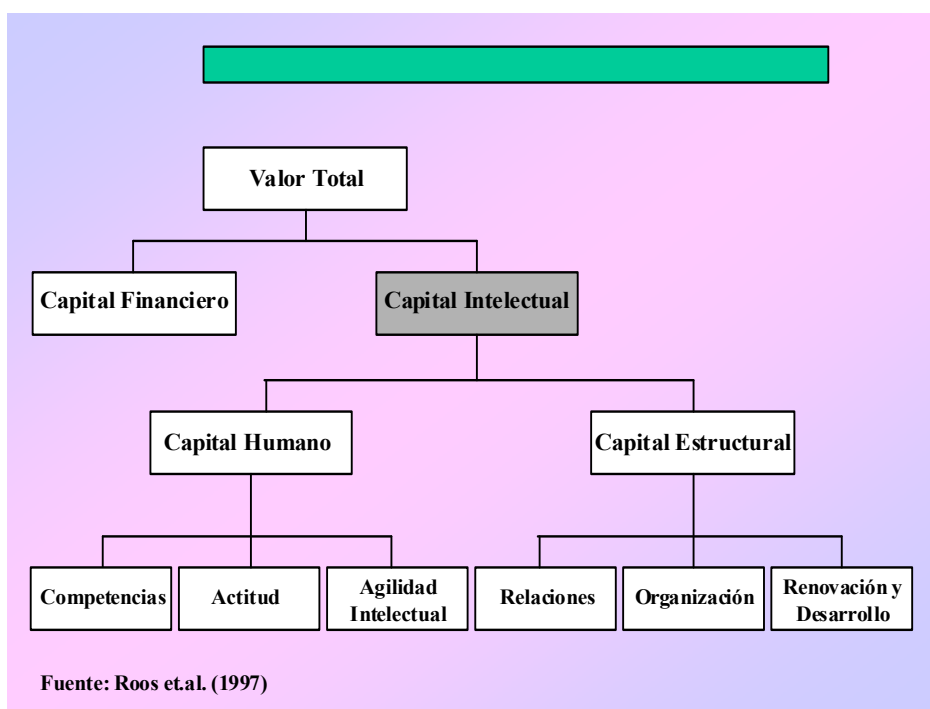 Valor Total
Capital Financiero
Capital Intelectual
Capital Humano
Capital Estructural
Competencias
Actitud
Agilidad
Intelectual
Relaciones
Organización
Renovación y
Desarrollo
Fuente: Roos et.al. (1997)